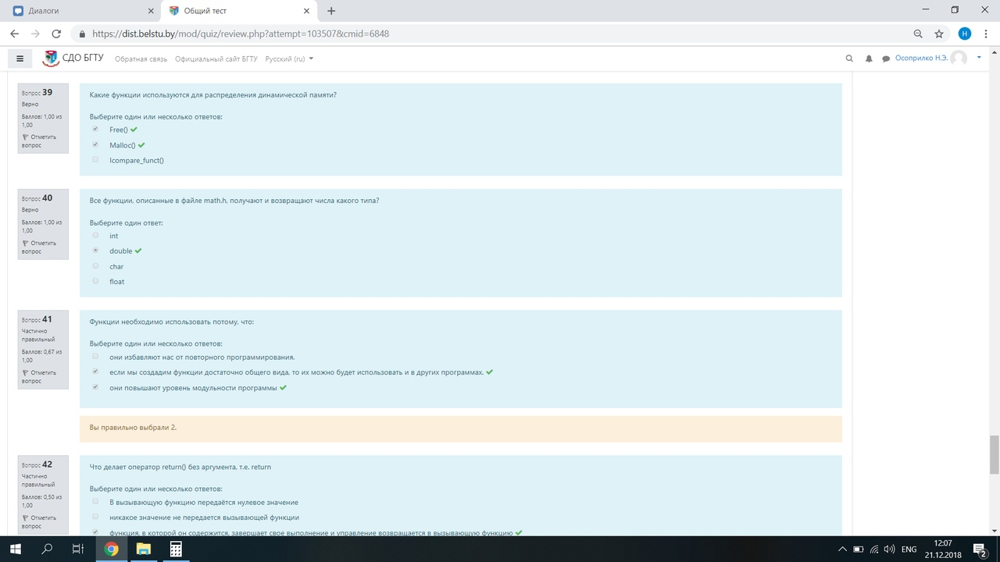 Диалоги
Общий тест
https://dist.belstu.by/mod/quiz/review.php?attempt=103507&cmid=6848
Н
СДО БГТУ
Обратная связь
Официальный сайт БГТУ
Русский (ru)
Осоприлко Н.Э.
Вопрос 39
Верно
Баллов: 1,00 из
1,00
Отметить
вопрос
Какие функции используются для распределения динамической памяти?
Выберите один или несколько ответов:
Free()
Malloc()
Icompare_funct()
Вопрос 40
Верно
Баллов: 1,00 из
1,00
Отметить
вопрос
Все функции, описанные в файле math.h, получают и возвращают числа какого типа?
Выберите один ответ:
int
double
char
float
Вопрос 41
Частично
правильный
Баллов: 0,67 из
1,00
Отметить
вопрос
Функции необходимо использовать потому, что:
Выберите один или несколько ответов:
они избавляют нас от повторного программирования.
если мы создадим функции достаточно общего вида, то их можно будет использовать и в других программах.
они повышают уровень модульности программы
Вы правильно выбрали 2.
Вопрос 42
Частично
правильный
Баллов: 0,50 из
1,00
Отметить
вопрос
Что делает оператор return() без аргумента, т.е. return
Выберите один или несколько ответов:
В вызывающую функцию передаётся нулевое значение
никакое значение не передается вызывающей функции
функция, в которой он содержится, завершает свое выполнение и управление возвращается в вызывающую функцию
ENG
12:07
21.12.2018
2